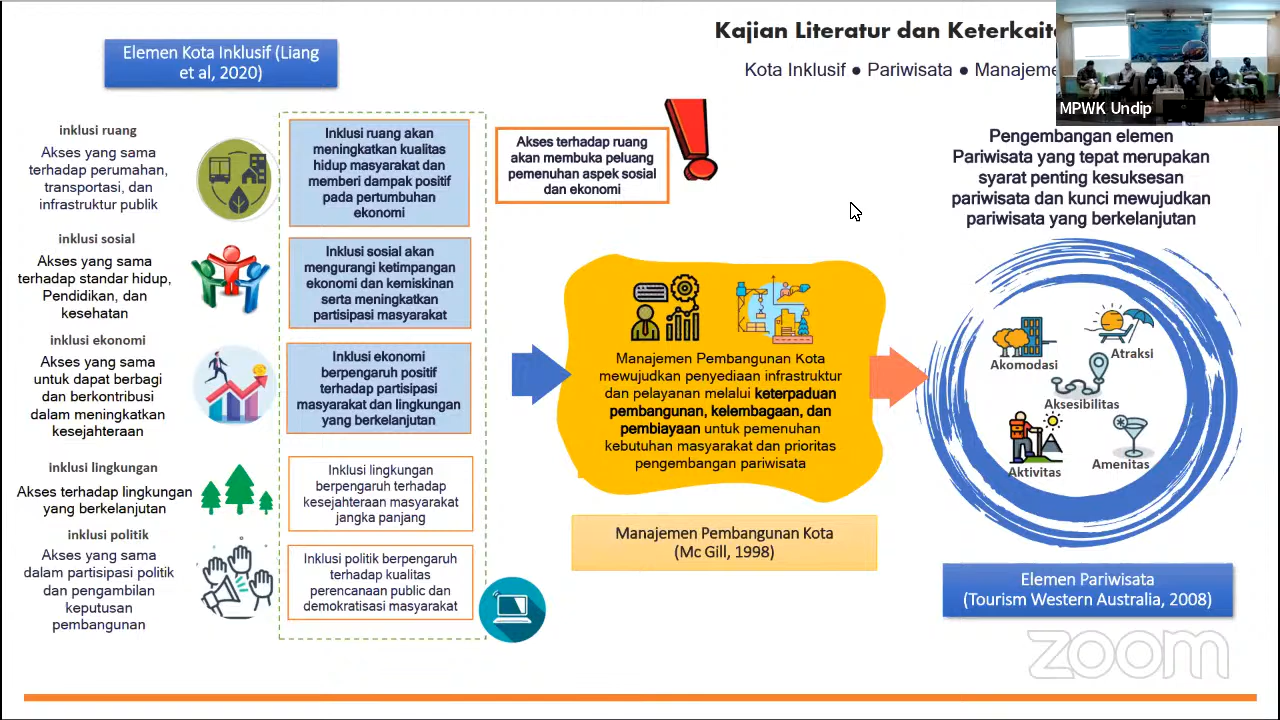 Kajian Literatur dan
Kota Inklusif ● Pariwisata ●
MPWK Undip
Elemen Kota Inklusif (Liang
et al, 2020)
inklusi ruang
Akses yang sama
terhadap perumahan,
transportasi, dan
infrastruktur publik
inklusi sosial
Akses yang sama
terhadap standar hidup,
Pendidikan, dan
kesehatan
inklusi ekonomi
Akses yang sama
untuk dapat berbagi
dan berkontribusi
dalam meningkatkan
kesejahteraan
inklusi lingkungan
Akses terhadap lingkungan
yang berkelanjutan
inklusi politik
Akses yang sama
dalam partisipasi politik
dan pengambilan
keputusan
pembangunan
Inklusi ruang akan
meningkatkan kualitas
hidup masyarakat dan
memberi dampak positif
pada pertumbuhan
ekonomi
Inklusi sosial akan
mengurangi ketimpangan
ekonomi dan kemiskinan
serta meningkatkan
partisipasi masyarakat
Inklusi ekonomi
berpengaruh positif
terhadap partisipasi
masyarakat dan lingkungan
yang berkelanjutan
Inklusi lingkungan
berpengaruh terhadap
kesejahteraan masyarakat
jangka panjang
Inklusi politik berpengaruh
terhadap kualitas
perencanaan public dan
demokratisasi masyarakat
Akses terhadap ruang
akan membuka peluang
pemenuhan aspek sosial
dan ekonomi
Manajemen Pembangunan Kota
mewujudkan penyediaan infrastruktur
dan pelayanan melalui keterpaduan
pembangunan, kelembagaan, dan
pembiayaan untuk pemenuhan
kebutuhan masyarakat dan prioritas
pengembangan pariwisata
Manajemen Pembangunan Kota
(Mc Gill, 1998)
Pengembangan elemen
Pariwisata yang tepat merupakan
syarat penting kesuksesan
pariwisata dan kunci mewujudkan
pariwisata yang berkelanjutan
Akomodasi
Atraksi
Aksesibilitas
Aktivitas
Amenitas
Elemen Pariwisata
(Tourism Western Australia, 2008)
zoom